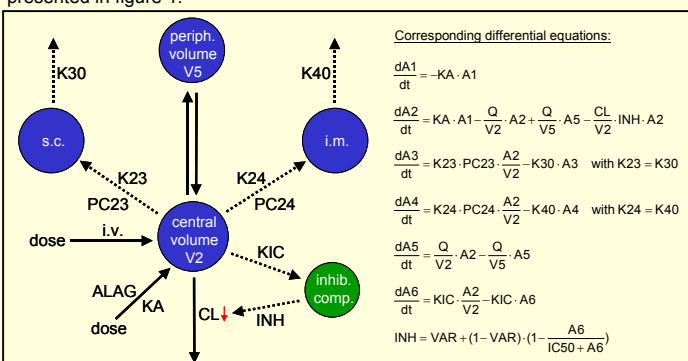 presented in figure 1.
periph.
volume
V5
K30
K40
s.c.
i.m.
K23
PC23
K24
PC24
central
volume
V2
i.v.
dose
KIC
ALAG
KA
dose
CL↓
INH
inhib.
comp.
Corresponding differential equations:
dA1/dt = −KA · A1
dA2/dt = KA · A1 − Q/V2 · A2 + Q/V5 · A5 − CL/V2 · INH · A2
dA3/dt = K23 · PC23 · A2/V2 − K30 · A3 with K23 = K30
dA4/dt = K24 · PC24 · A2/V2 − K40 · A4 with K24 = K40
dA5/dt = Q/V2 · A2 − Q/V5 · A5
dA6/dt = KIC · A2/V2 − KIC · A6
INH = VAR + (1 − VAR) · (1 − A6/(IC50 + A6))